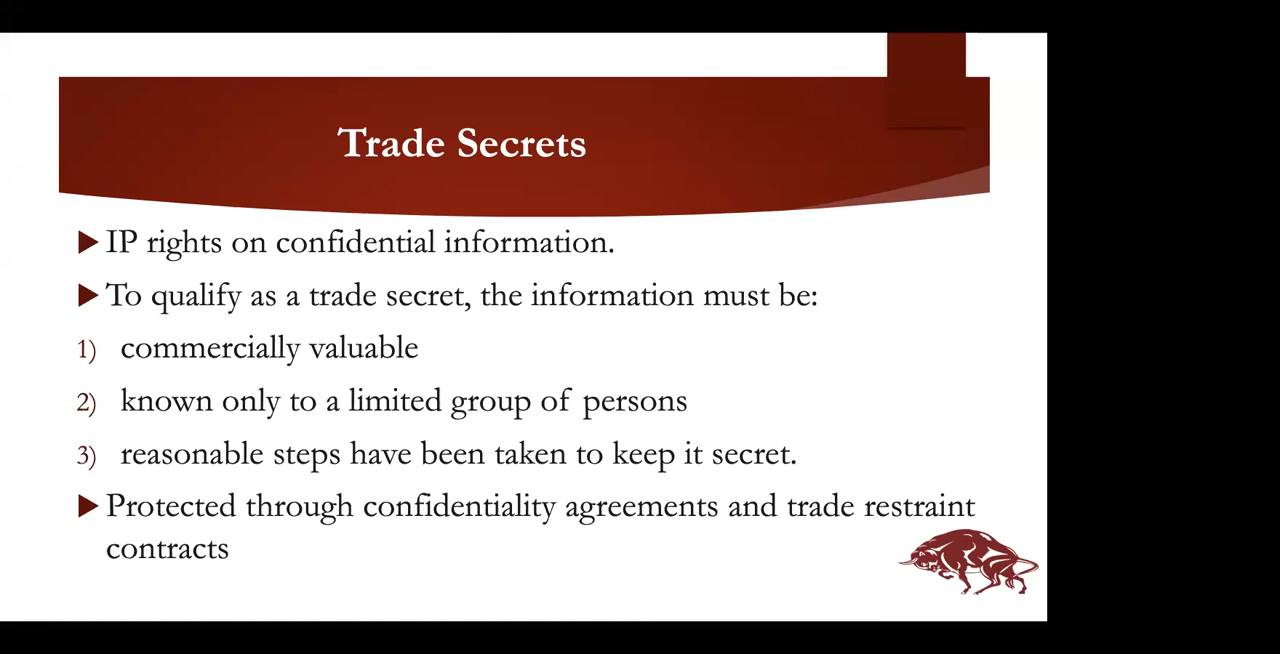 Trade Secrets
IP rights on confidential information.
To qualify as a trade secret, the information must be:
1) commercially valuable
2) known only to a limited group of persons
3) reasonable steps have been taken to keep it secret.
Protected through confidentiality agreements and trade restraint
contracts